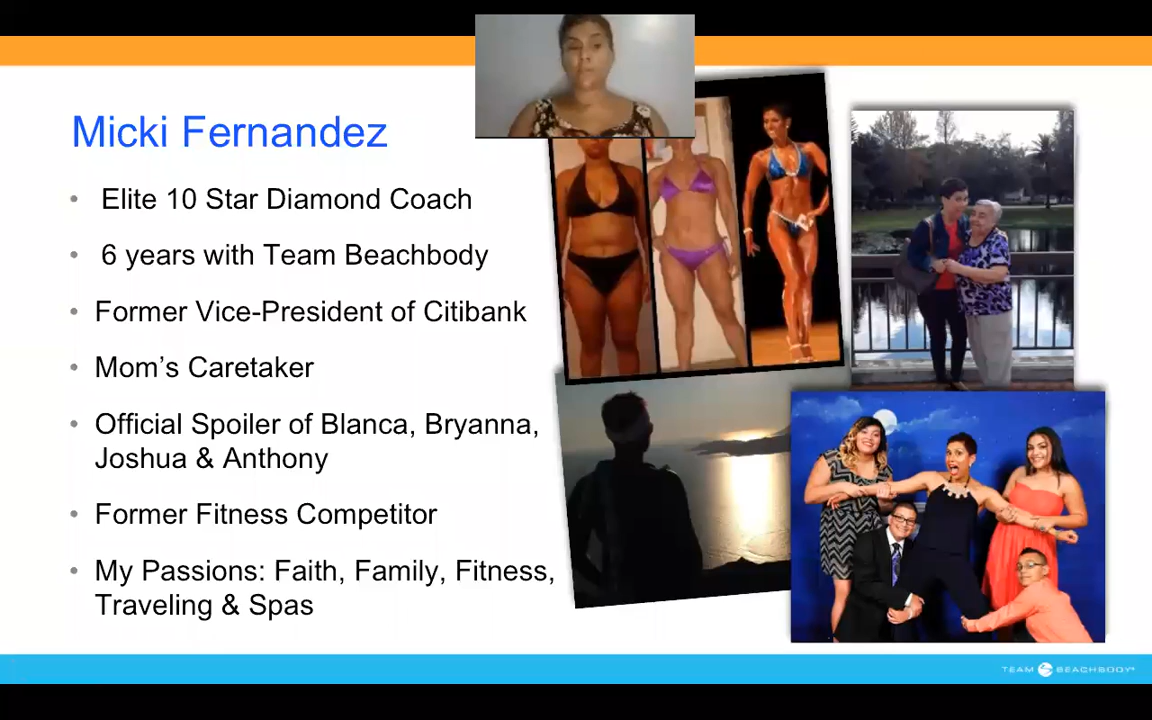 Micki Fernandez
• Elite 10 Star Diamond Coach
• 6 years with Team Beachbody
• Former Vice-President of Citibank
• Mom’s Caretaker
• Official Spoiler of Blanca, Bryanna,
Joshua & Anthony
• Former Fitness Competitor
• My Passions: Faith, Family, Fitness,
Traveling & Spas
TEAM BEACHBODY